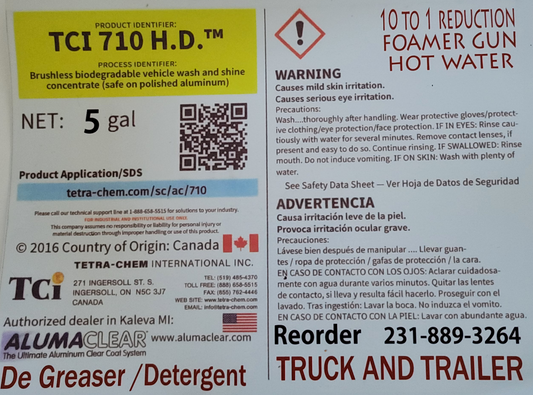 PRODUCT IDENTIFIER:
TCI 710 H.D.™
PROCESS IDENTIFIER:
Brushless biodegradable vehicle wash and shine
concentrate (safe on polished aluminum)
NET: 5 gal
Product Application/SDS
tetra-chem.com/sc/ac/710
Please call our technical support line at 1-888-658-5515 for solutions to your industry.
FOR INDUSTRIAL AND INSTITUTIONAL USE ONLY.
This company assumes no responsibility or liability for personal injury or
material destruction through improper handling or use of this product.
© 2016 Country of Origin: Canada
TETRA-CHEM INTERNATIONAL INC.
TCi
271 INGERSOLL ST. S.
INGERSOLL, ON N5C 3J7
CANADA
TEL: (519) 485-4370
TOLL FREE: (888) 658-5515
FAX: (855) 762-4446
WEB SITE: www.tetra-chem.com
EMAIL: info@tetra-chem.com
Authorized dealer in Kaleva MI:
ALUMACLEAR www.alumaclear.com
The Ultimate Aluminum Clear Coat System
De Greaser /Detergent
10 TO 1 REDUCTION
FOAMER GUN
HOT WATER
WARNING
Causes mild skin irritation.
Causes serious eye irritation.
Precautions:
Wash....thoroughly after handling. Wear protective gloves/protect-
ive clothing/eye protection/face protection. IF IN EYES: Rinse cau-
tiously with water for several minutes. Remove contact lenses, if
present and easy to do so. Continue rinsing. IF SWALLOWED: Rinse
mouth. Do not induce vomiting. IF ON SKIN: Wash with plenty of
water.
See Safety Data Sheet — Ver Hoja de Datos de Seguridad
ADVERTENCIA
Causa irritación leve de la piel.
Provoca irritación ocular grave.
Precauciones:
Lávese bien después de manipular .... Llevar guan-
tes / ropa de protección / gafas de protección / la cara.
EN CASO DE CONTACTO CON LOS OJOS: Aclarar cuidadosa-
mente con agua durante varios minutos. Quitar las lentes
de contacto, si lleva y resulta fácil hacerlo. Proseguir con el
lavado. Tras ingestión: Lavar la boca. No induzca el vomito.
EN CASO DE CONTACTO CON LA PIEL: Lavar con abundante agua.
Reorder 231-889-3264
TRUCK AND TRAILER